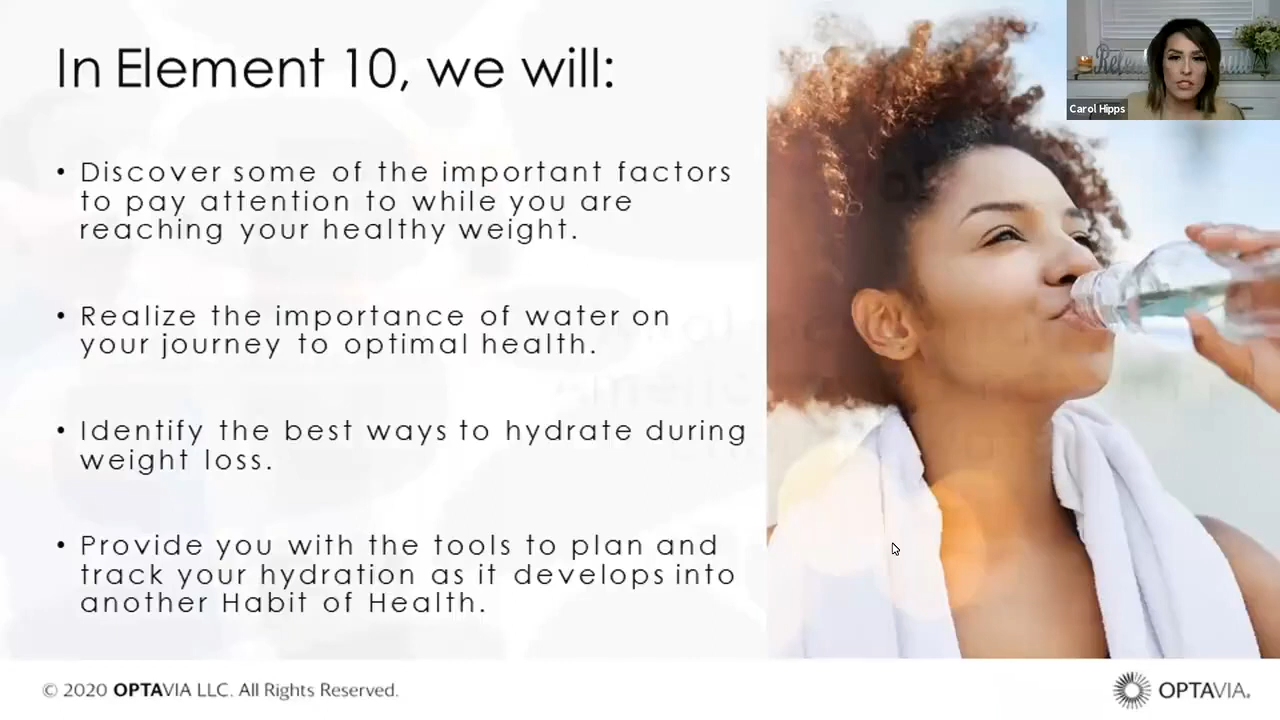 In Element 10, we will:
• Discover some of the important factors
to pay attention to while you are
reaching your healthy weight.
• Realize the importance of water on
your journey to optimal health.
• Identify the best ways to hydrate during
weight loss.
• Provide you with the tools to plan and
track your hydration as it develops into
another Habit of Health.
Carol Hipps
© 2020 OPTAVIA LLC. All Rights Reserved.
OPTAVIA®